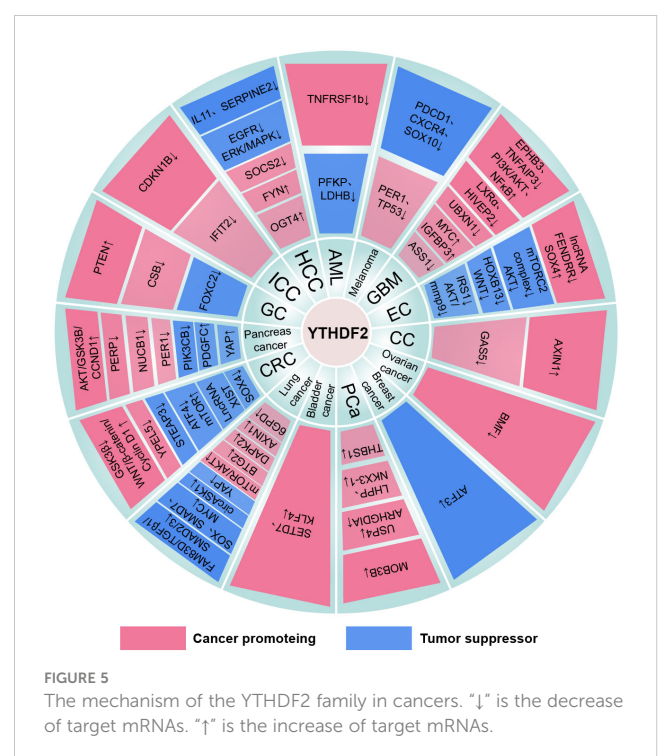 TNFRSF1b↓
PFKP、
LDHB↓
PDCD1、
CXCR4、
SOX10↓
PER1、
TP53↓
EPHB3、
TNFAIP3↓
PI3K/AKT、
NFκB↑
LXRα、
HIVEP2↓
UBXN1↓
MYC↑
IGFBP3↑
ASS1↓
lncRNA
FENDRR↓
SOX4↑
mTORC2
complex↓
AKT↓
HOXB13↓
WNT↓
IRS1↓
AKT/
mmp9↓
AXIN1↑
GAS5↓
BMF↓
ATF3↓
THBS1↓
LHPP、
NKX3-1↓
USP4↓
ARHGDIA↑
MOB3B↓
SETD7、
KLF4↓
6GPD↑
AXIN1↓
DAPK2↓
BTG2↓
mTOR/AKT↑
YAP↑
circASK1↓
MYC↓
SOX、SMAD7、
SMAD2/3↓
FAM83D/TGFβ1/
SOX4↓
LncRNA
XIST
mTOR↑
ATF4↓
STEAP3↓
YPEL5↓
Cyclin D1↑
WNT/β-catenin/
GSK3β↑
YAP↑
PDGFC↑
PIK3CB↓
PER1↓
NUCB1↓
PERP↓
AKT/GSK3B/
CCND1↑
FOXC2↓
CSB↓
PTEN↑
IFIT2↓
CDKN1B↓
IL11、SERPINE2↓
EGFR↓
ERK/MAPK↓
SOCS2↓
FYN↑
OGT4↑
AML
Melanoma
GBM
EC
CC
Ovarian
cancer
Breast
cancer
PCa
Bladder
cancer
Lung
cancer
CRC
Pancreas
cancer
GC
ICC
HCC
YTHDF2
Cancer promoteing
Tumor suppressor
FIGURE 5
The mechanism of the YTHDF2 family in cancers. “↓” is the decrease
of target mRNAs. “↑” is the increase of target mRNAs.